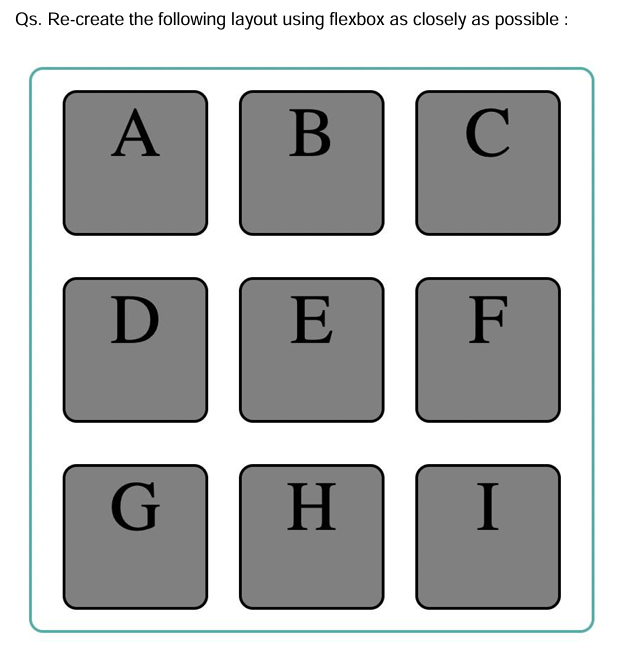 Qs. Re-create the following layout using flexbox as closely as possible :
A B C
D E F
G H I